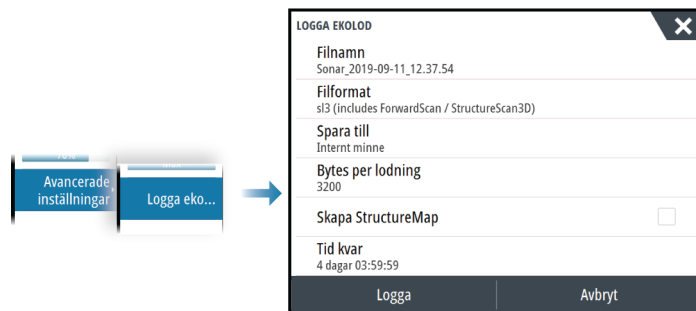 Avancerade
inställningar
Logga eko...
LOGGA EKOLOD
Filnamn
Sonar_2019-09-11_12.37.54
Filformat
sl3 (includes ForwardScan / StructureScan3D)
Spara till
Internt minne
Bytes per lodning
3200
Skapa StructureMap
Tid kvar
4 dagar 03:59:59
Logga
Avbryt